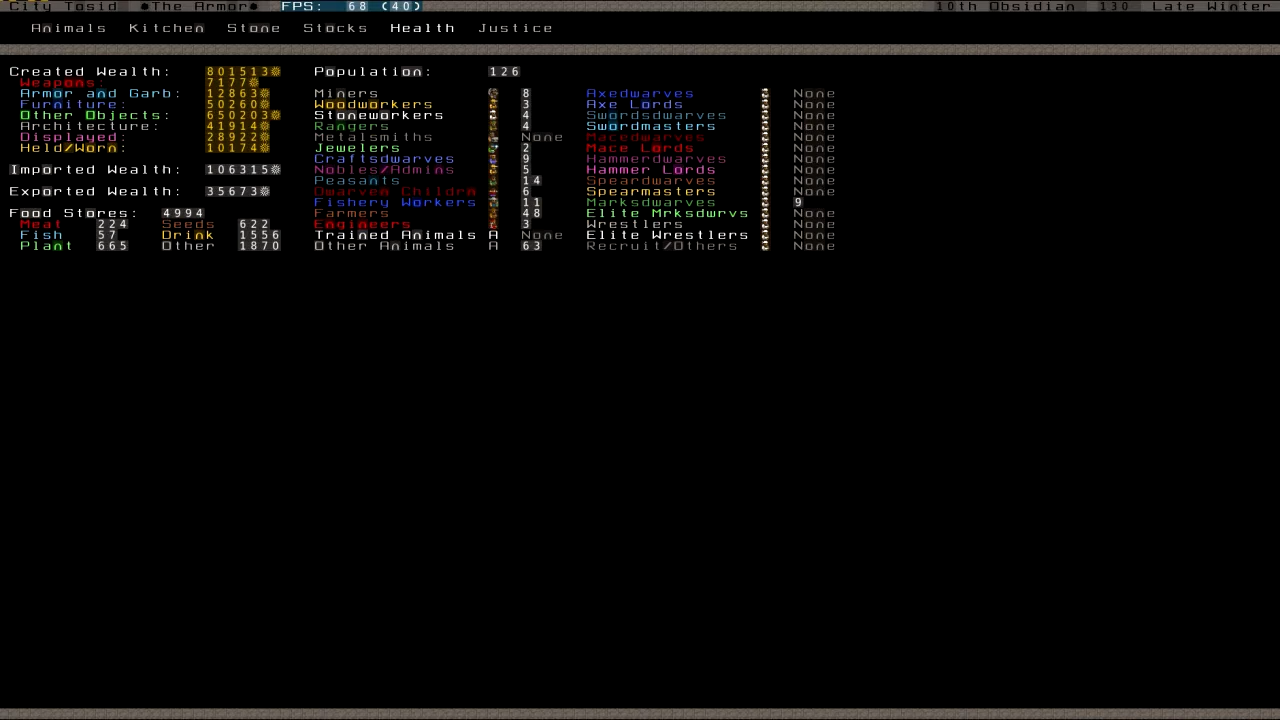 City Tosid *The Armor* FPS: 68 (40) 10th Obsidian 130 Late Winter
Animals Kitchen Stone Stocks Health Justice
Created Wealth: 801513☼ Population: 126
Weapons: 7177☼
Armor and Garb: 12863☼ Miners 8 Axedwarves None
Furniture: 50260☼ Woodworkers 3 Axe Lords None
Other Objects: 650203☼ Stoneworkers 4 Swordsdwarves None
Architecture: 41914☼ Rangers 4 Swordmasters None
Displayed: 28922☼ Metalsmiths None Macedwarves None
Held/Worn: 10174☼ Jewelers 2 Mace Lords None
Craftsdwarves 9 Hammerdwarves None
Imported Wealth: 106315☼ Nobles/Admins 5 Hammer Lords None
Peasants 14 Speardwarves None
Exported Wealth: 35673☼ Dwarven Childrn 6 Spearmasters None
Fishery Workers 11 Marksdwarves 9
Food Stores: 4994 Farmers 48 Elite Mrksdwrvs None
Meat 224 Seeds 622 Engineers 3 Wrestlers None
Fish 57 Drink 1556 Trained Animals A None Elite Wrestlers None
Plant 665 Other 1870 Other Animals A 63 Recruit/Others None